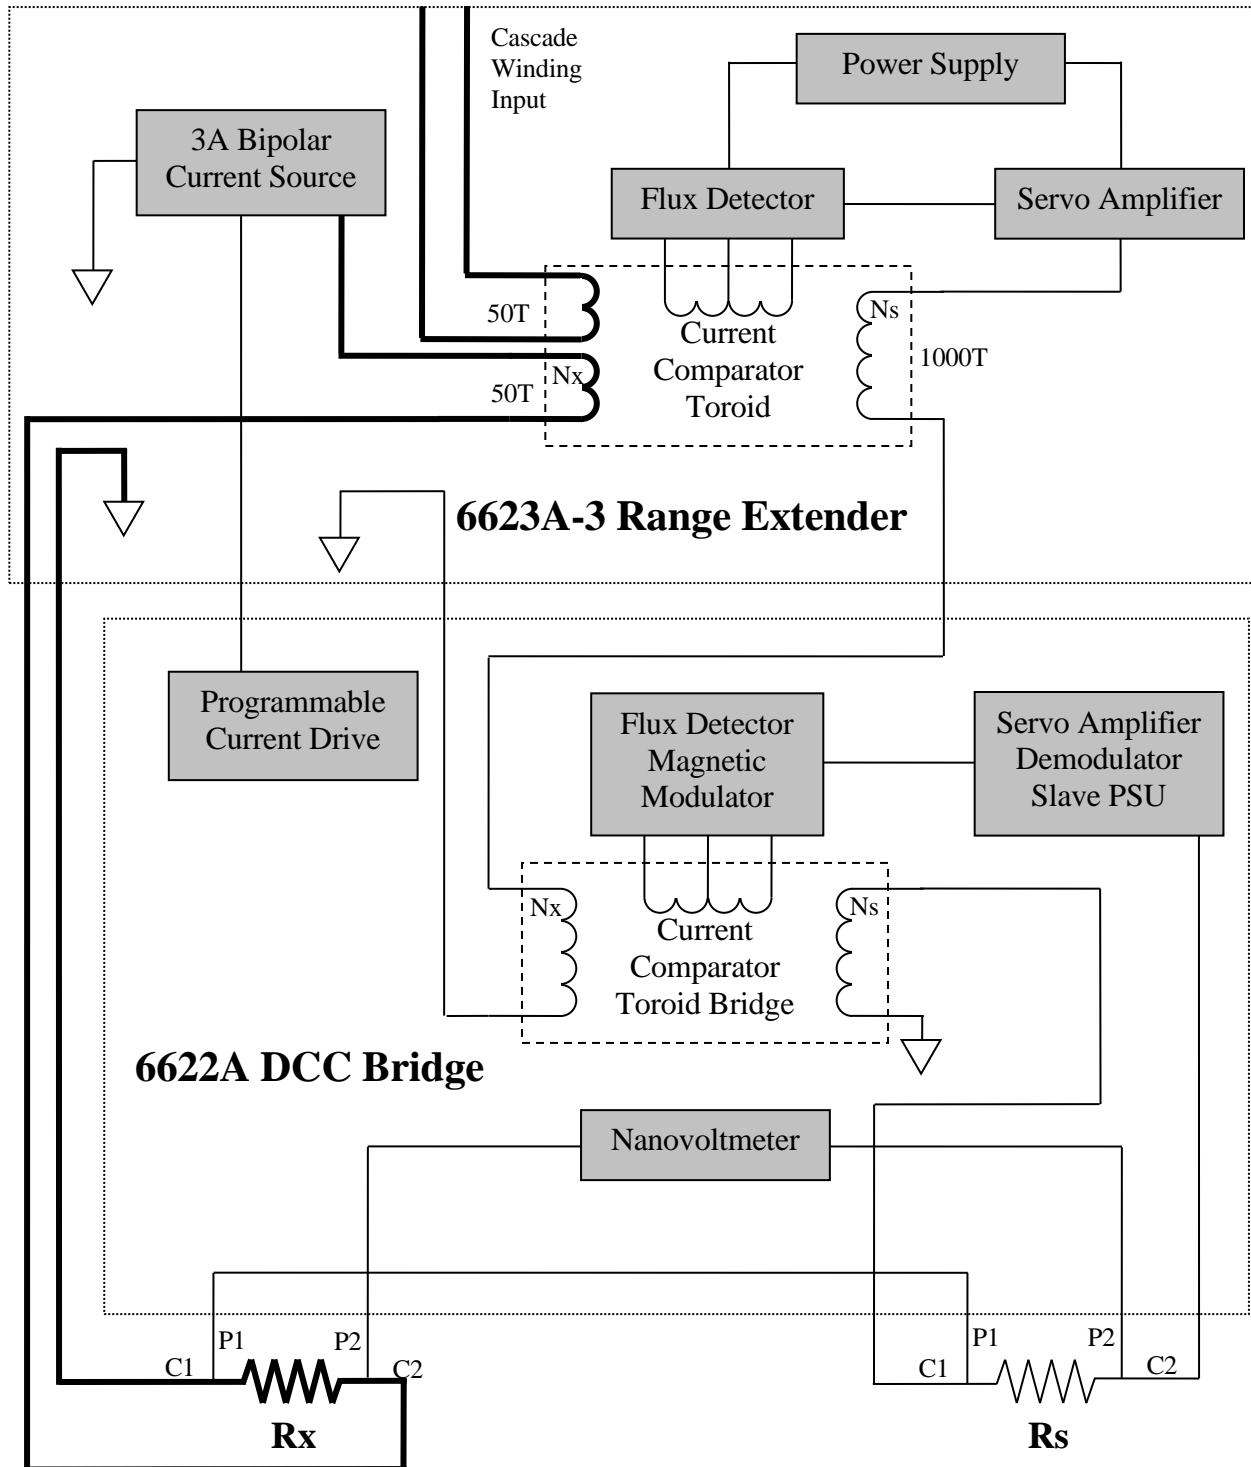 Cascade
Winding
Input
Power Supply
3A Bipolar
Current Source
Flux Detector
Servo Amplifier
50T
Nx
50T
Current
Comparator
Toroid
Ns
1000T
6623A-3 Range Extender
Programmable
Current Drive
Flux Detector
Magnetic
Modulator
Servo Amplifier
Demodulator
Slave PSU
Nx
Current
Comparator
Toroid Bridge
Ns
6622A DCC Bridge
Nanovoltmeter
C1
P1
P2
C2
Rx
C1
P1
P2
C2
Rs